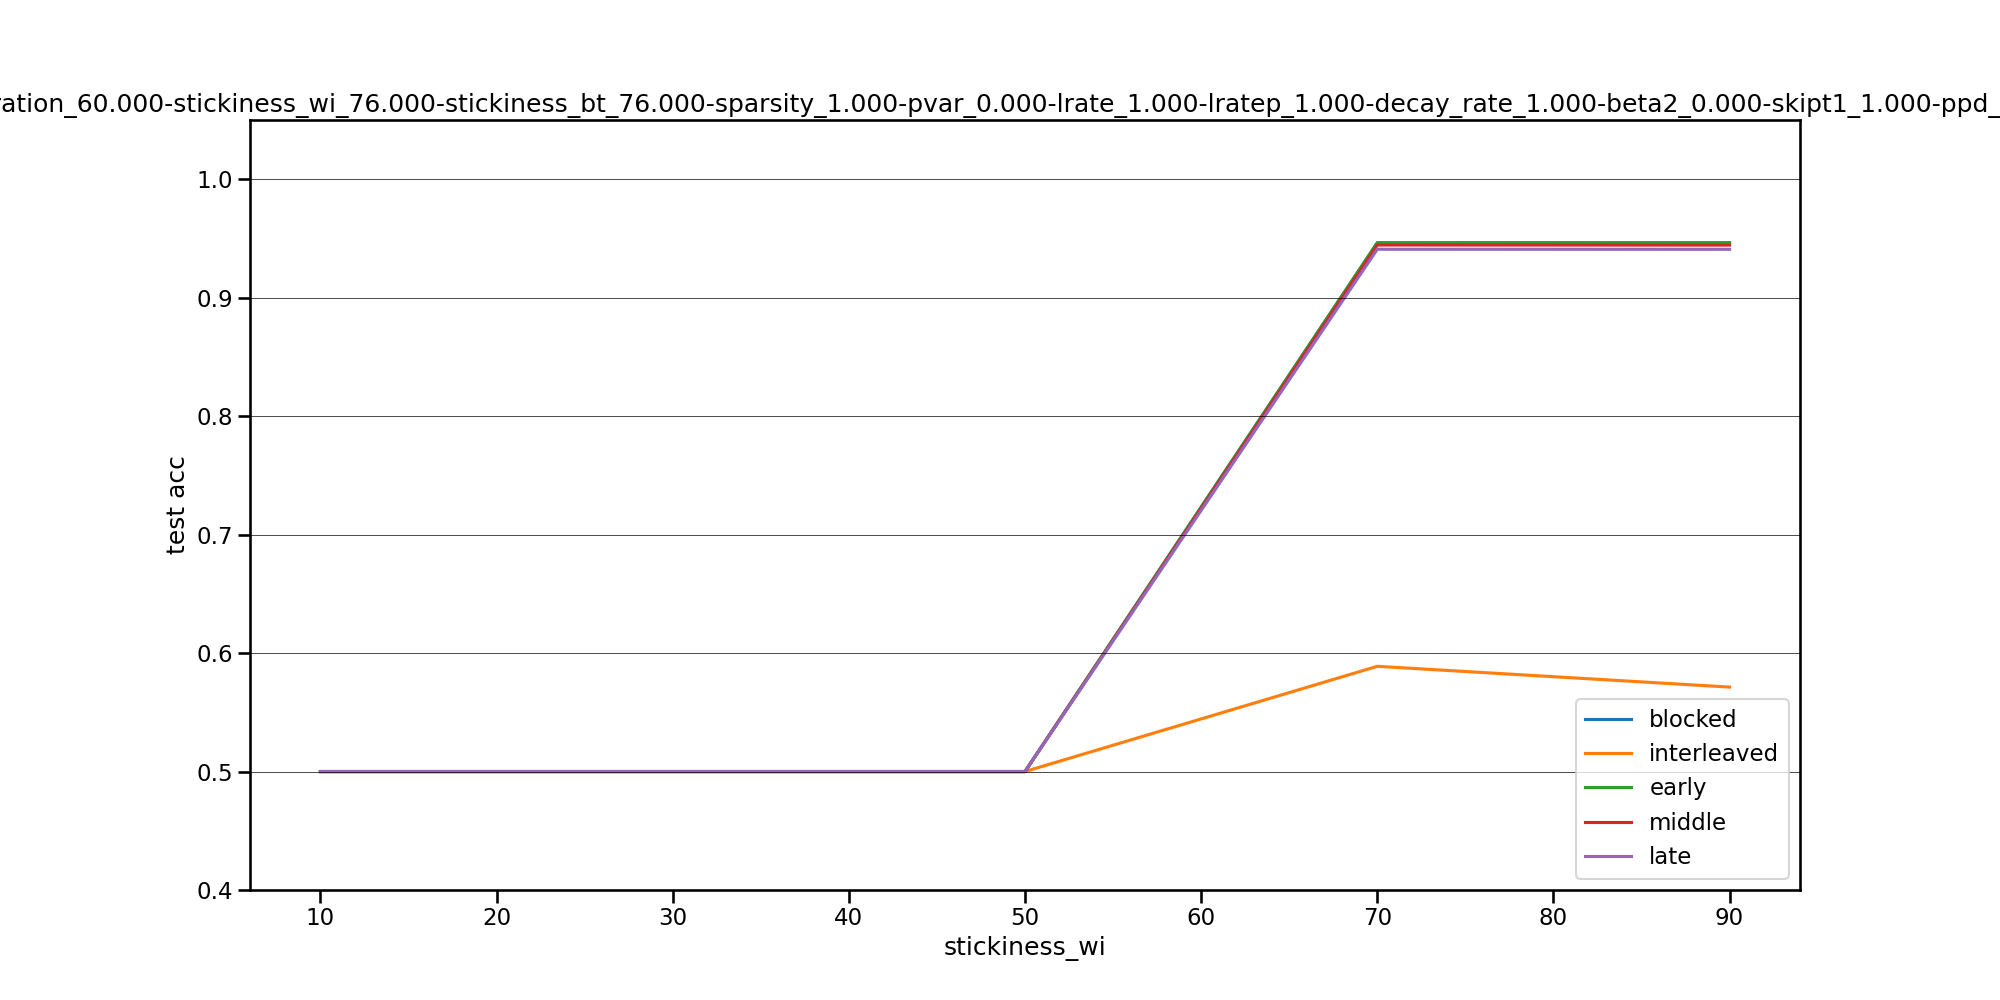 ration_60.000-stickiness_wi_76.000-stickiness_bt_76.000-sparsity_1.000-pvar_0.000-lrate_1.000-lratep_1.000-decay_rate_1.000-beta2_0.000-skipt1_1.000-ppd_
1.0
0.9
0.8
0.7
0.6
0.5
0.4
test acc
10 20 30 40 50 60 70 80 90
stickiness_wi
blocked
interleaved
early
middle
late